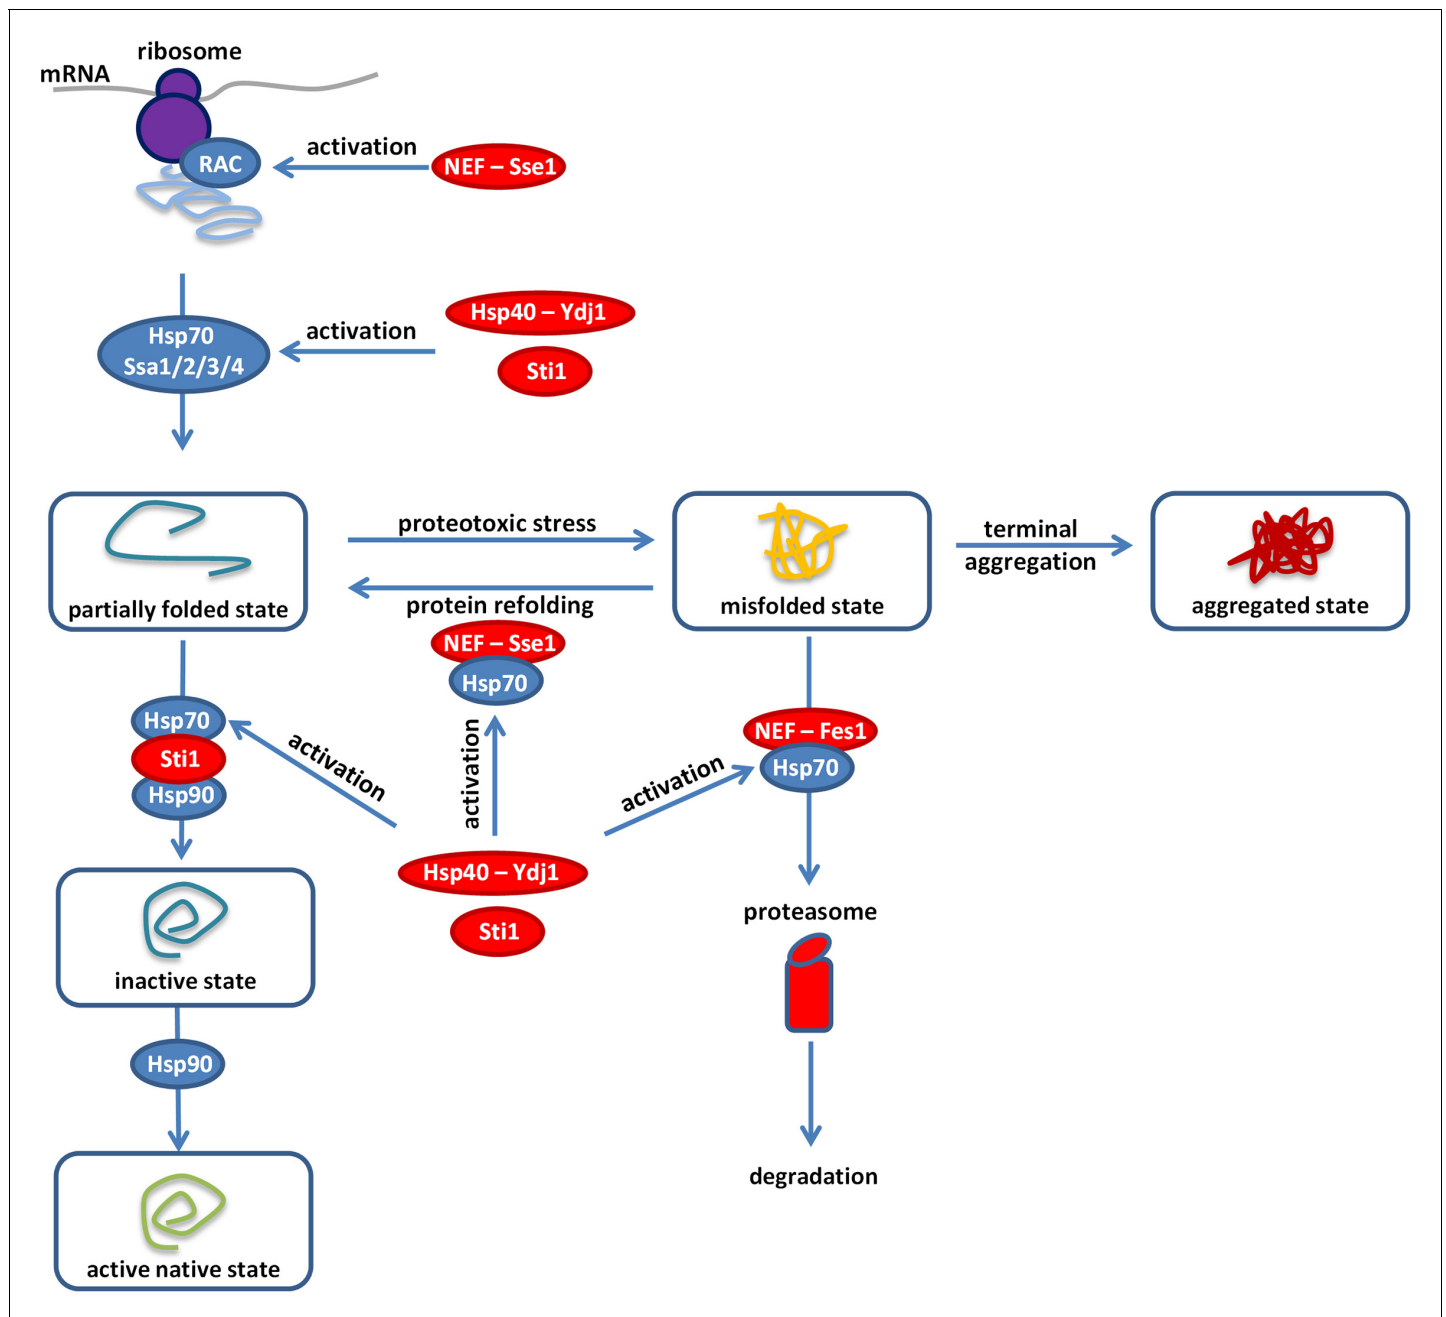 ribosome
mRNA
RAC
activation
NEF – Sse1
Hsp70
Ssa1/2/3/4
activation
Hsp40 – Ydj1
Sti1
partially folded state
proteotoxic stress
protein refolding
misfolded state
terminal
aggregation
aggregated state
NEF – Sse1
Hsp70
Hsp70
Sti1
Hsp90
activation
activation
activation
NEF – Fes1
Hsp70
Hsp40 – Ydj1
Sti1
proteasome
inactive state
Hsp90
degradation
active native state